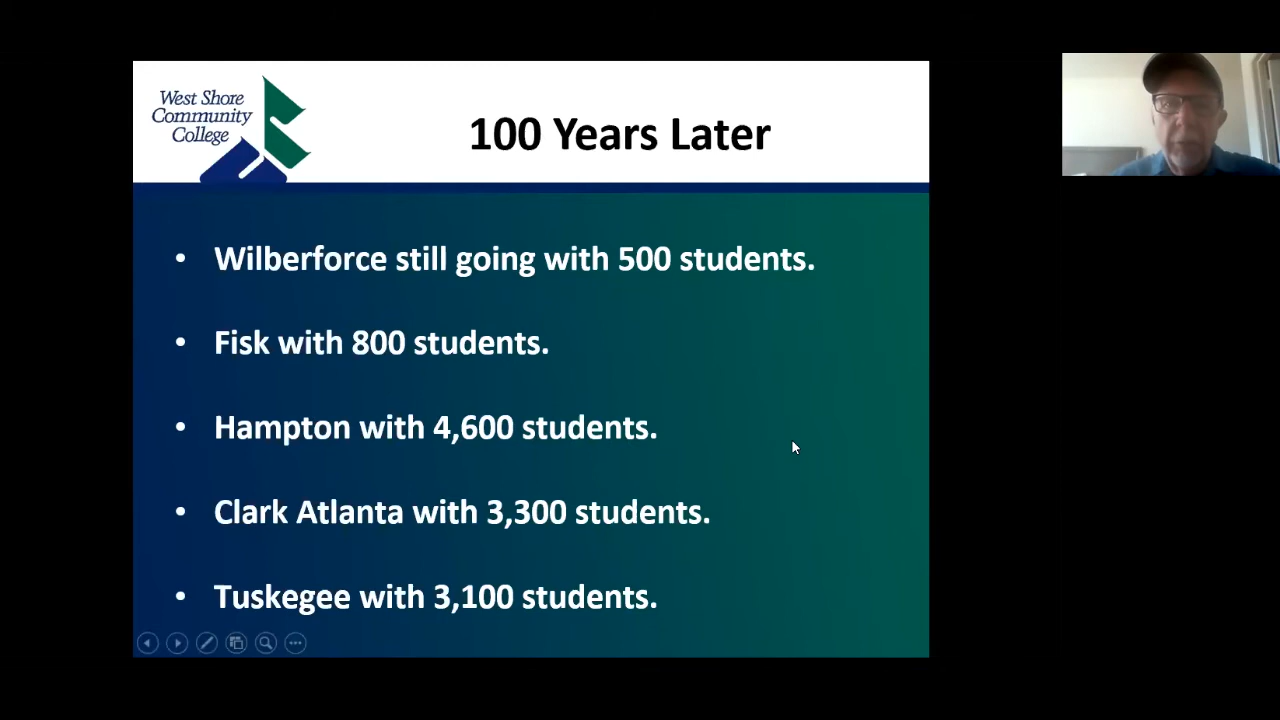 West Shore
Community
College
100 Years Later
• Wilberforce still going with 500 students.
• Fisk with 800 students.
• Hampton with 4,600 students.
• Clark Atlanta with 3,300 students.
• Tuskegee with 3,100 students.